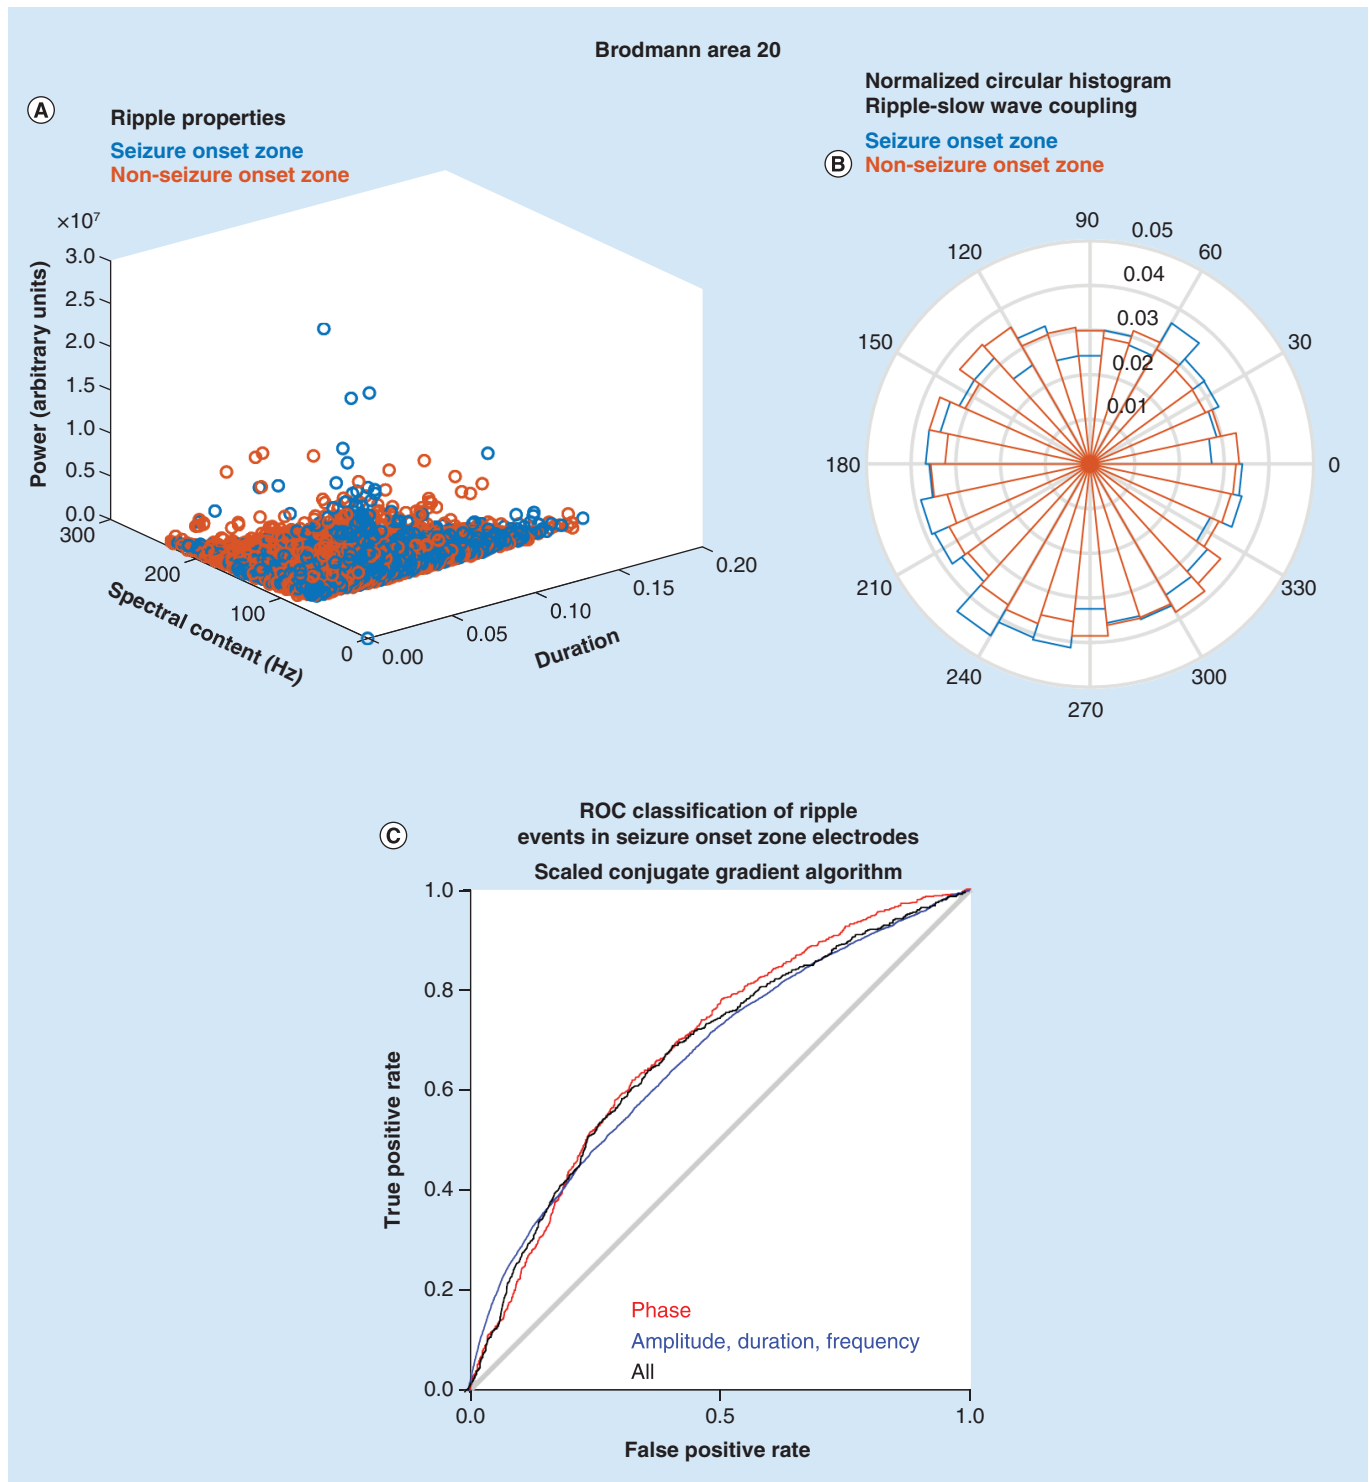 Brodmann area 20
A
Ripple properties
Seizure onset zone
Non-seizure onset zone
×10⁷
Power (arbitrary units)
3.0
2.5
2.0
1.5
1.0
0.5
0.0
300
200
100
0
Spectral content (Hz)
0.00
0.05
0.10
0.15
0.20
Duration
Normalized circular histogram
Ripple-slow wave coupling
Seizure onset zone
B
Non-seizure onset zone
90
0.05
120
60
0.04
0.03
150
30
0.02
0.01
180
0
210
330
240
300
270
C
ROC classification of ripple
events in seizure onset zone electrodes
Scaled conjugate gradient algorithm
True positive rate
1.0
0.8
0.6
0.4
0.2
0.0
Phase
Amplitude, duration, frequency
All
0.0
0.5
1.0
False positive rate